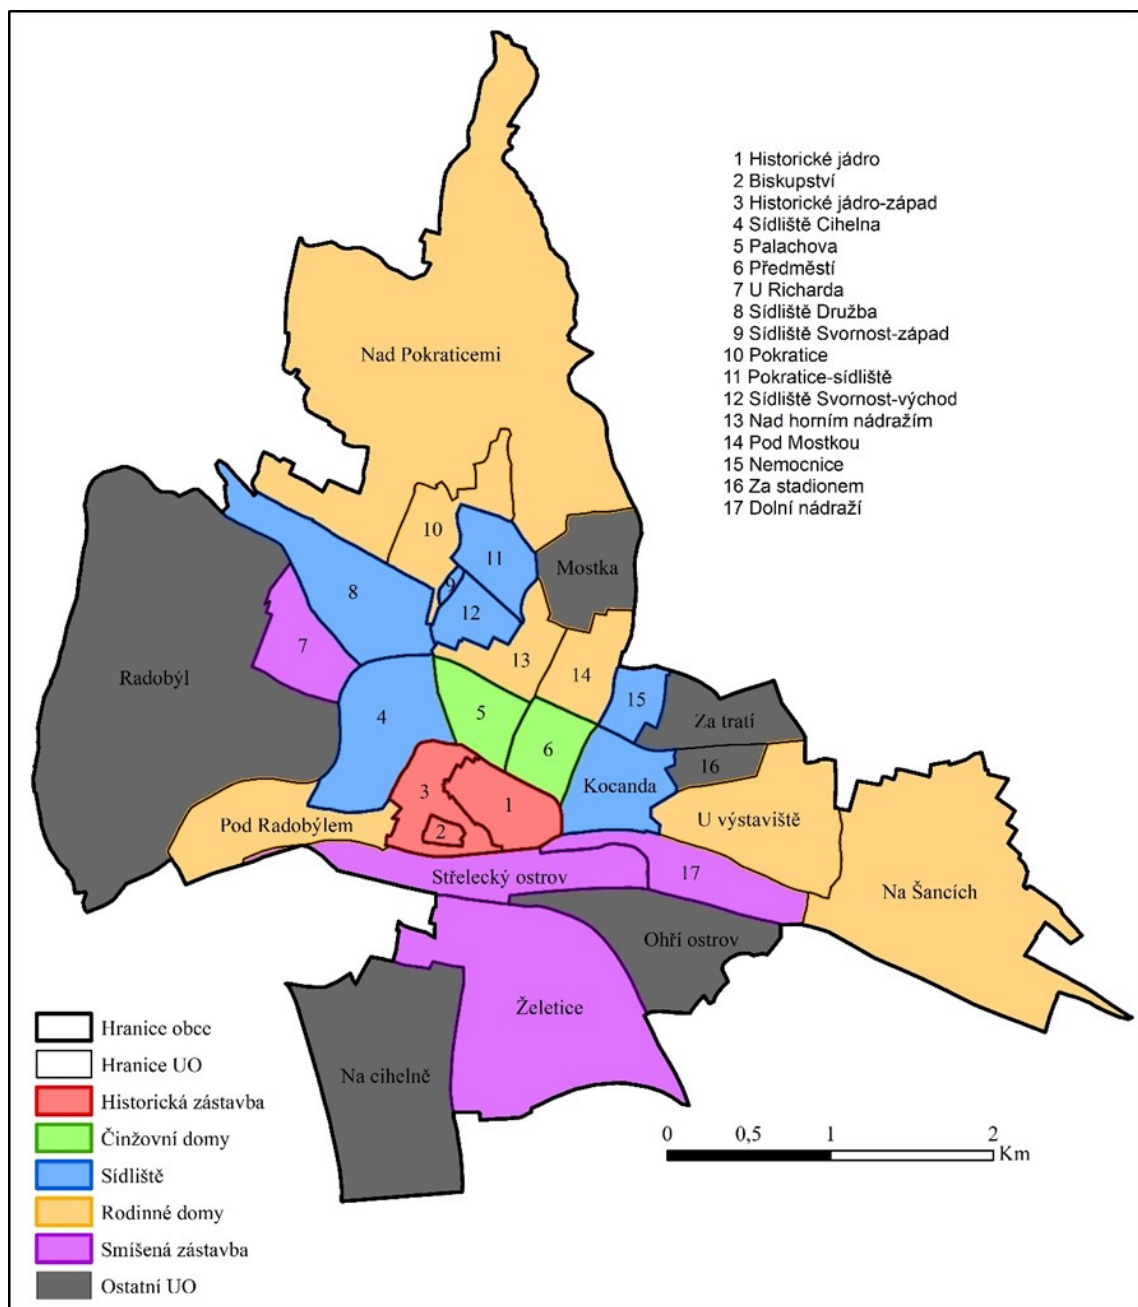 1 Historické jádro
2 Biskupství
3 Historické jádro-západ
4 Sídliště Cihelna
5 Palachova
6 Předměstí
7 U Richarda
8 Sídliště Družba
9 Sídliště Svornost-západ
10 Pokratice
11 Pokratice-sídliště
12 Sídliště Svornost-východ
13 Nad horním nádražím
14 Pod Mostkou
15 Nemocnice
16 Za stadionem
17 Dolní nádraží
Nad Pokraticemi
10
11
Mostka
9
8
12
7
13
14
Radobýl
15
4
5
Za tratí
6
16
Kocanda
3
1
U výstaviště
Pod Radobýlem
2
Střelecký ostrov
17
Na Šancích
Ohří ostrov
Želetice
Na cihelně
Hranice obce
Hranice UO
Historická zástavba
Činžovní domy
Sídliště
Rodinné domy
Smíšená zástavba
Ostatní UO
0 0,5 1 2
Km